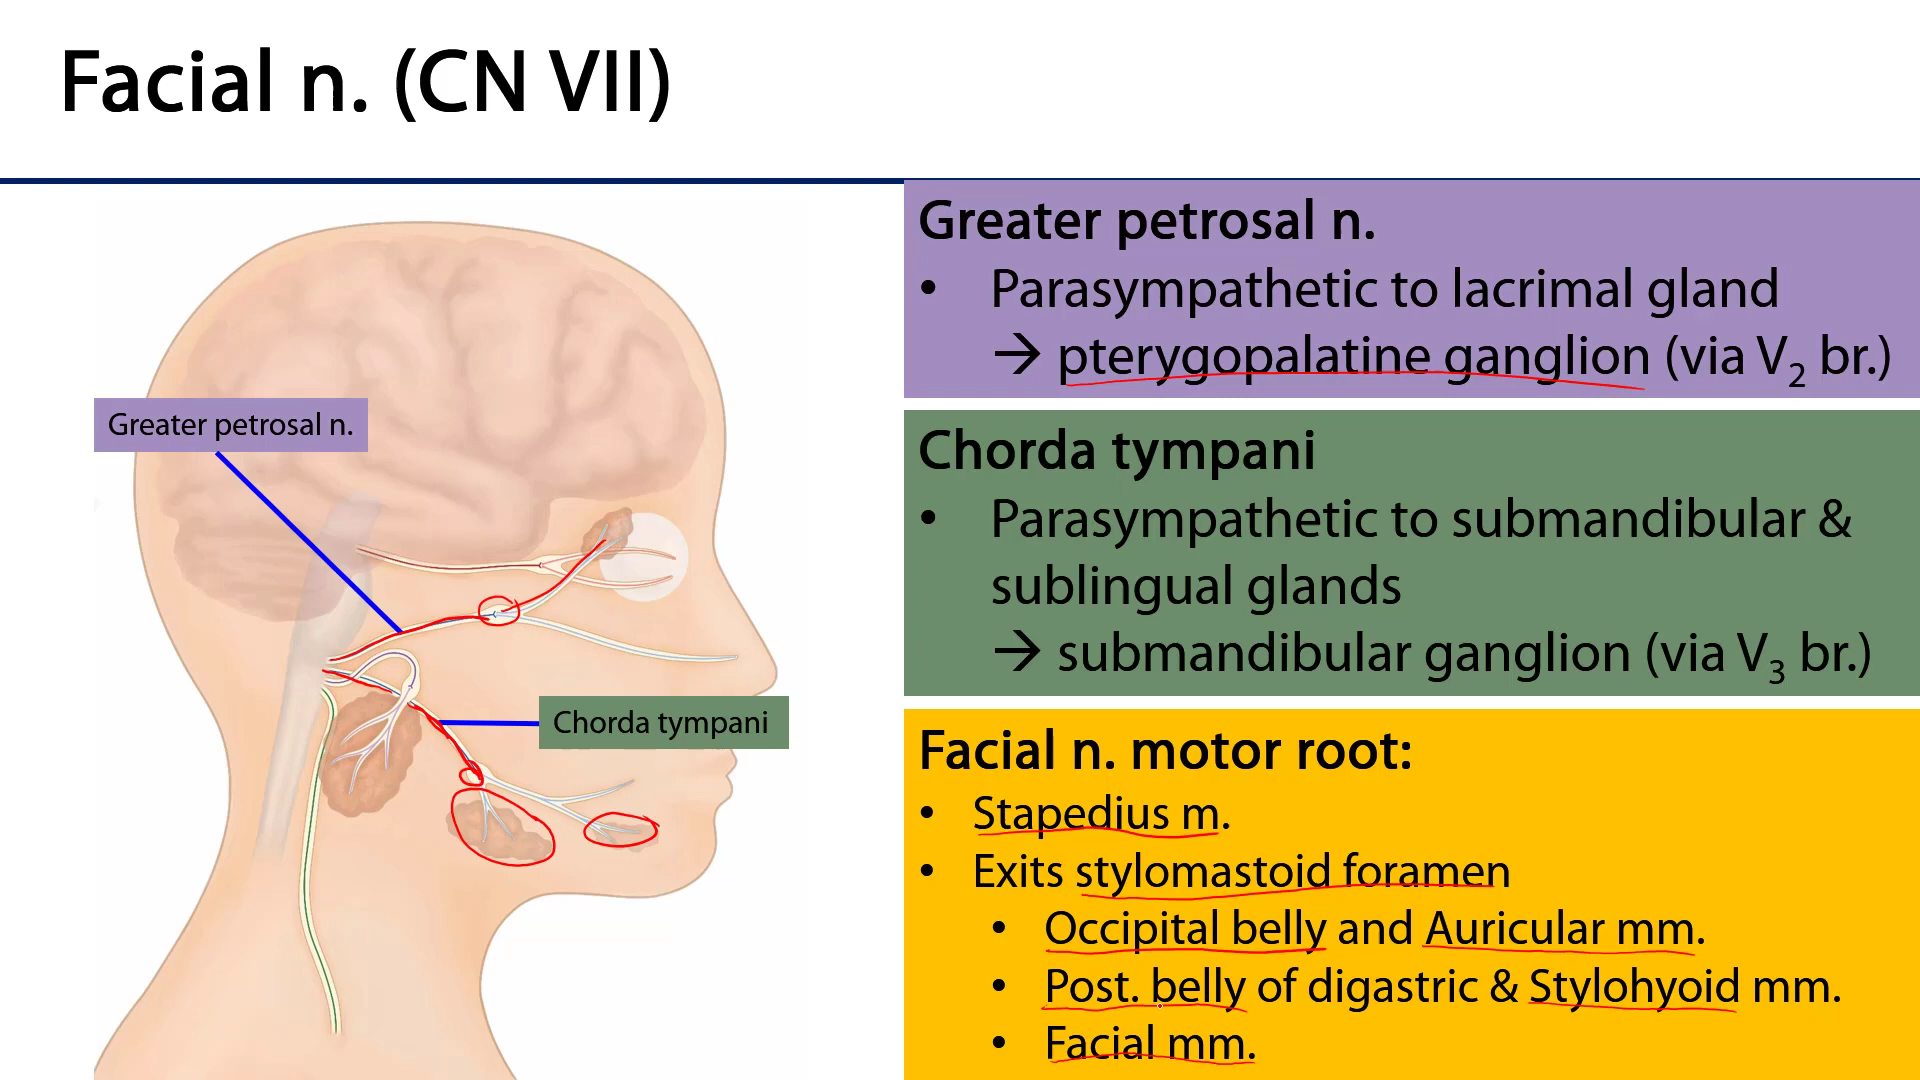 Facial n. (CN VII)
Greater petrosal n.
• Parasympathetic to lacrimal gland
→ pterygopalatine ganglion (via V₂ br.)
Chorda tympani
• Parasympathetic to submandibular &
sublingual glands
→ submandibular ganglion (via V₃ br.)
Facial n. motor root:
• Stapedius m.
• Exits stylomastoid foramen
• Occipital belly and Auricular mm.
• Post. belly of digastric & Stylohyoid mm.
• Facial mm.
Greater petrosal n.
Chorda tympani